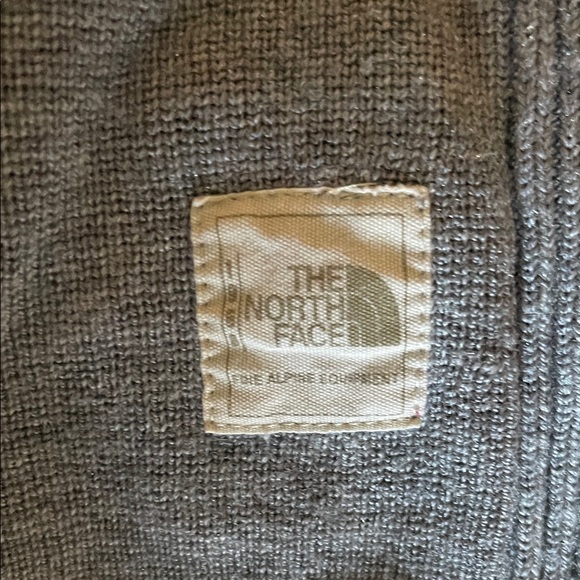 THE
NORTH
FACE
FINE ALPINE EQUIPMENT